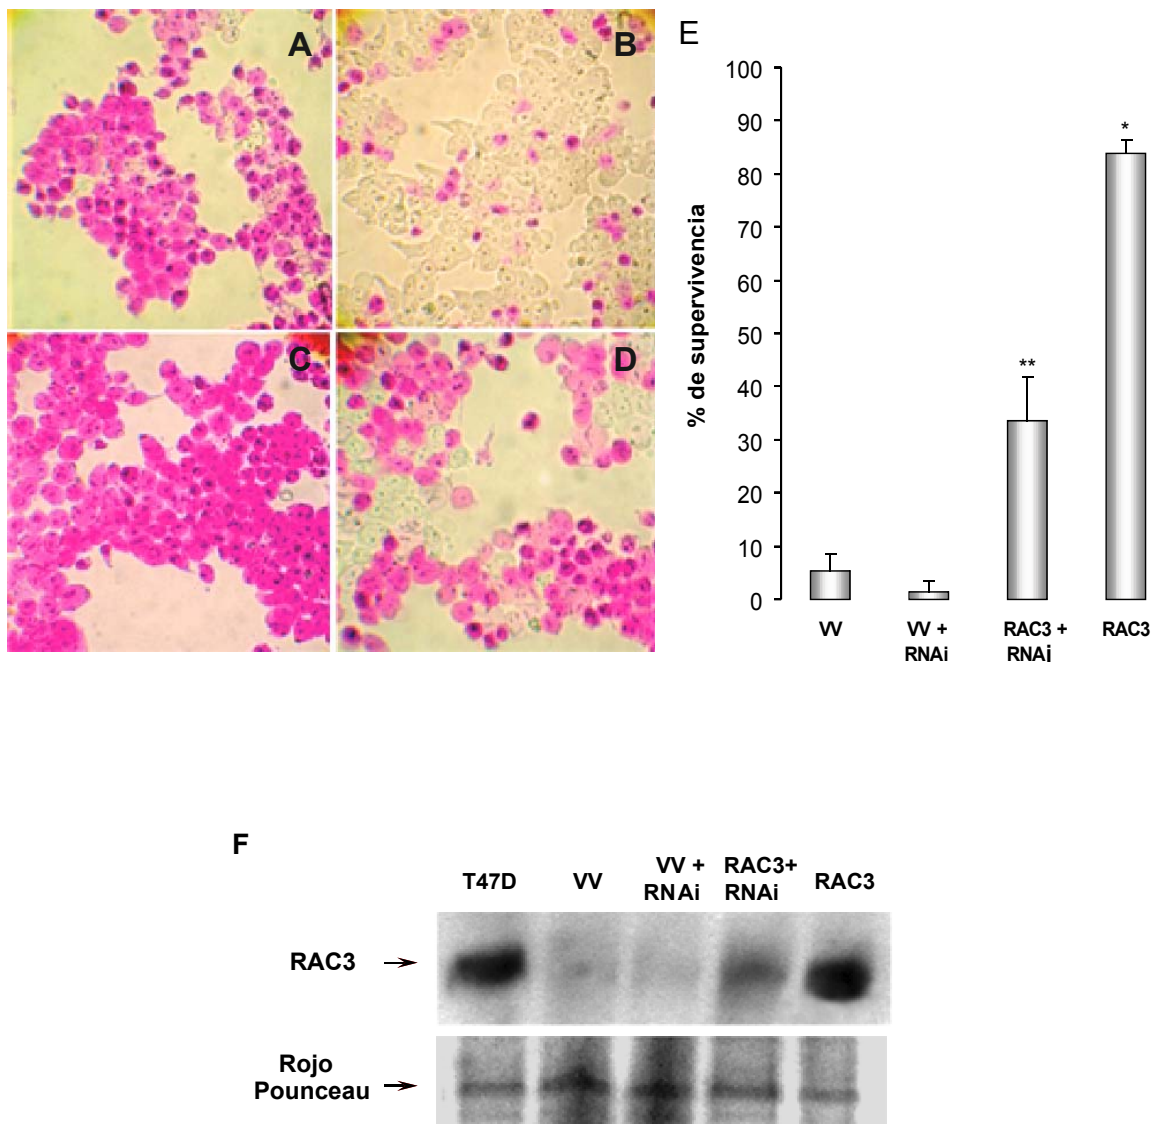 A
B
C
D
E
100
90
80
70
60
50
40
30
20
10
0
% de supervivencia
*
**
VV
VV +
RNAi
RAC3 +
RNAi
RAC3
F
T47D
VV
VV +
RNAi
RAC3+
RNAi
RAC3
RAC3
Rojo
Pounceau